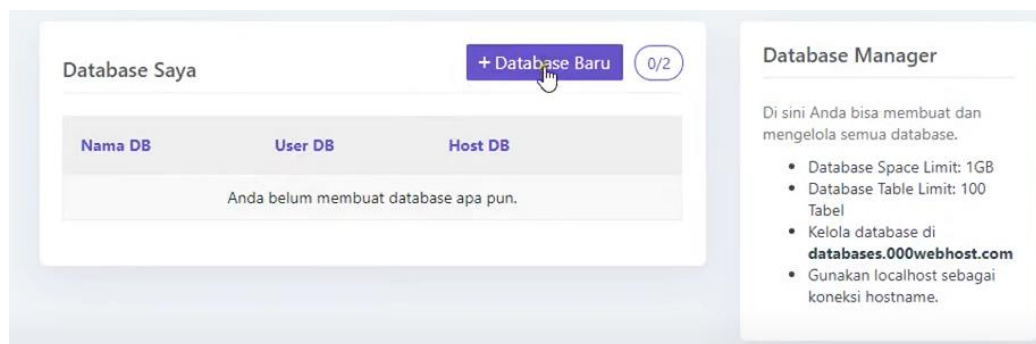 Database Saya
+ Database Baru
0/2
Nama DB User DB Host DB
Anda belum membuat database apa pun.
Database Manager
Di sini Anda bisa membuat dan
mengelola semua database.
• Database Space Limit: 1GB
• Database Table Limit: 100
Tabel
• Kelola database di
databases.000webhost.com
• Gunakan localhost sebagai
koneksi hostname.